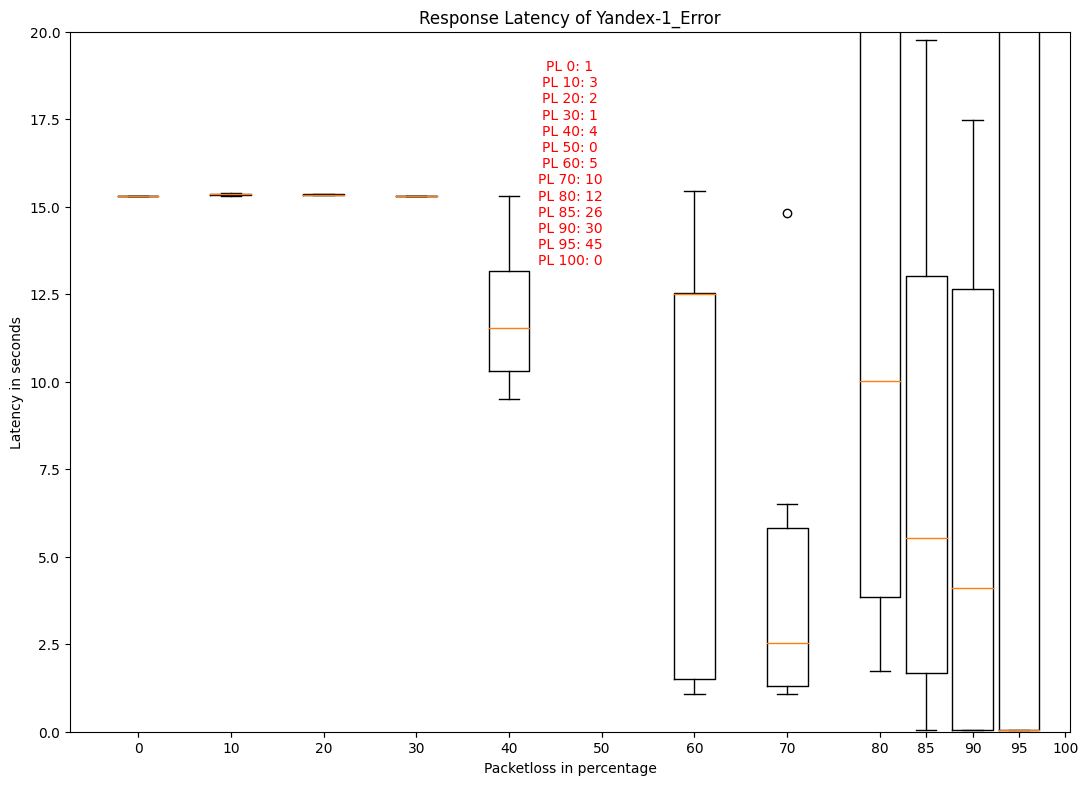 Response Latency of Yandex-1_Error
20.0
17.5
15.0
12.5
10.0
7.5
5.0
2.5
0.0
Latency in seconds
PL 0: 1
PL 10: 3
PL 20: 2
PL 30: 1
PL 40: 4
PL 50: 0
PL 60: 5
PL 70: 10
PL 80: 12
PL 85: 26
PL 90: 30
PL 95: 45
PL 100: 0
0 10 20 30 40 50 60 70 80 85 90 95 100
Packetloss in percentage